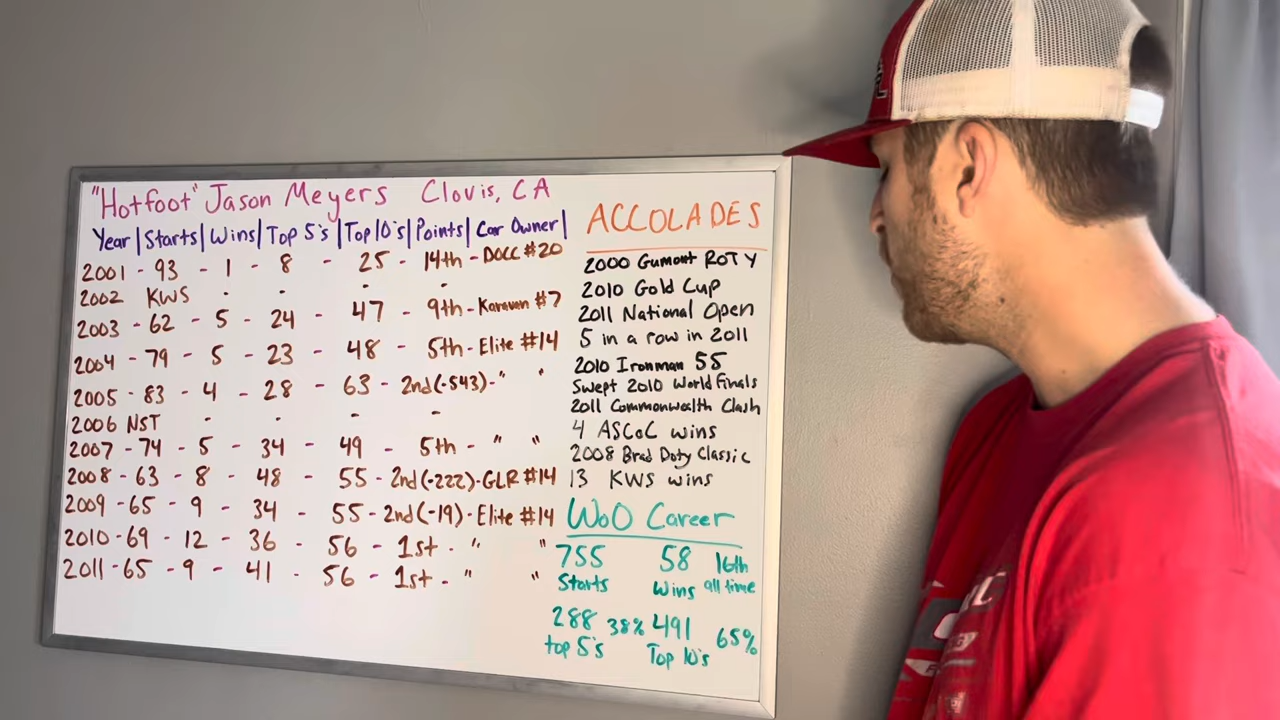 "Hotfoot" Jason Meyers Clovis, CA
Year | Starts | Wins | Top 5's | Top 10's | Points | Car Owner |
2001 - 93 - 1 - 8 - 25 - 14th - DOCC #20
2002 KWS - - - -
2003 - 62 - 5 - 24 - 47 - 9th - Karavan #7
2004 - 79 - 5 - 23 - 48 - 5th - Elite #14
2005 - 83 - 4 - 28 - 63 - 2nd (-543) - " "
2006 NST - - - -
2007 - 74 - 5 - 34 - 49 - 5th - " "
2008 - 63 - 8 - 48 - 55 - 2nd (-222) - GLR #14
2009 - 65 - 9 - 34 - 55 - 2nd (-19) - Elite #14
2010 - 69 - 12 - 36 - 56 - 1st - " "
2011 - 65 - 9 - 41 - 56 - 1st - " "
ACCOLADES
2000 Gumout ROTY
2010 Gold Cup
2011 National Open
5 in a row in 2011
2010 Ironman 55
Swept 2010 World Finals
2011 Commonwealth Clash
4 ASCoC wins
2008 Brad Doty Classic
13 KWS wins
WoO Career
755 58 16th
Starts Wins all time
288 38% 491 65%
top 5's Top 10's